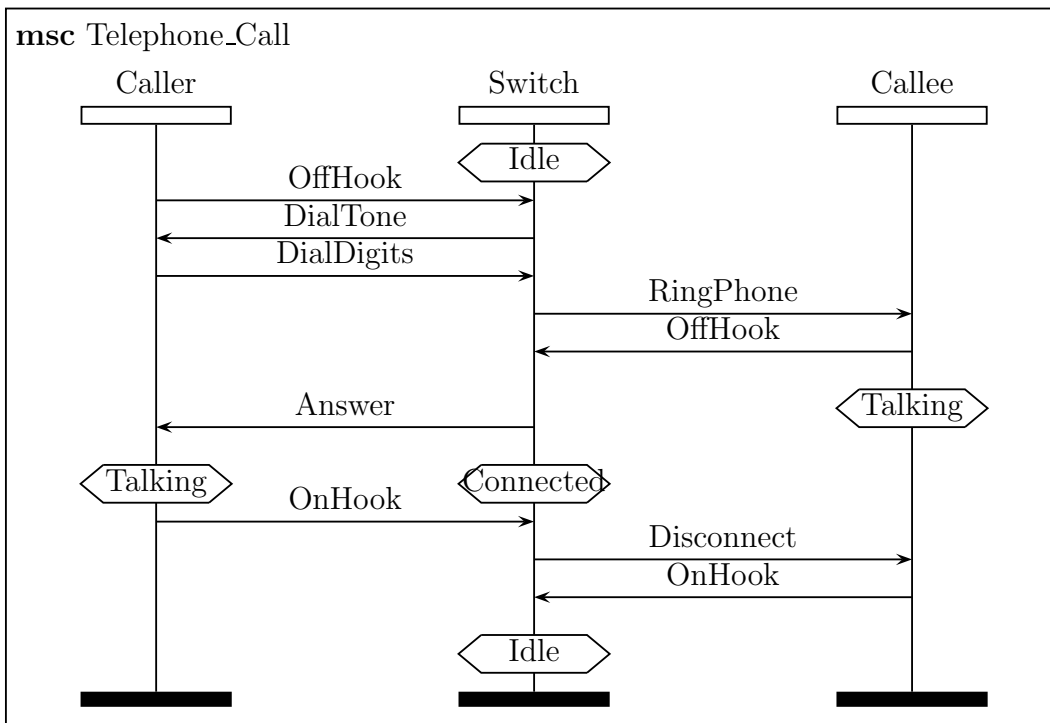 msc Telephone_Call
Caller Switch Callee
Idle
OffHook
DialTone
DialDigits
RingPhone
OffHook
Answer
Talking
Talking
Connected
OnHook
Disconnect
OnHook
Idle